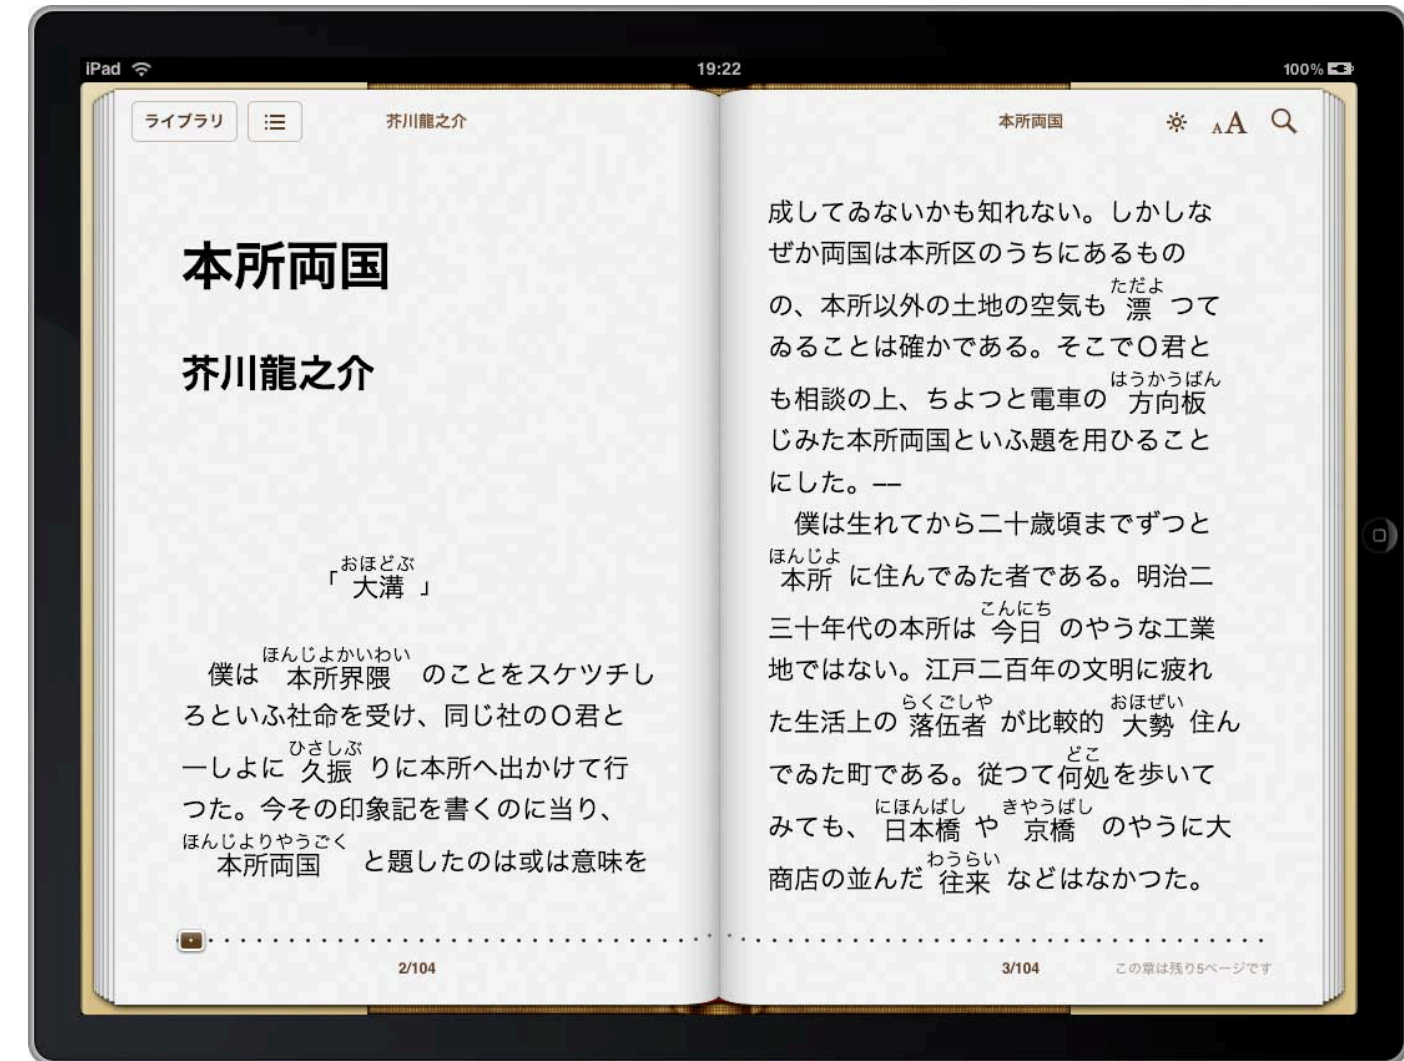 iPad
19:22
100%
ライブラリ
芥川龍之介
本所両国
AA
本所両国
芥川龍之介
おほどぶ
「大溝」
ほんじよかいわい
僕は本所界隈のことをスケツチし
ろといふ社命を受け、同じ社のO君と
ひさしぶ
一しよに久振りに本所へ出かけて行
つた。今その印象記を書くのに当り、
ほんじよりやうごく
本所両国と題したのは或は意味を
2/104
成してゐないかも知れない。しかしな
ぜか両国は本所区のうちにあるもの
ただよ
の、本所以外の土地の空気も漂つて
ゐることは確かである。そこでO君と
はうかうばん
も相談の上、ちよつと電車の方向板
じみた本所両国といふ題を用ひること
にした。――
僕は生れてから二十歳頃までずつと
ほんじよ
本所に住んでゐた者である。明治二
こんにち
三十年代の本所は今日のやうな工業
地ではない。江戸二百年の文明に疲れ
らくごしや おほぜい
た生活上の落伍者が比較的大勢住ん
どこ
でゐた町である。従つて何処を歩いて
にほんばし きやうばし
みても、日本橋や京橋のやうに大
わうらい
商店の並んだ往来などはなかつた。
3/104
この章は残り5ページです